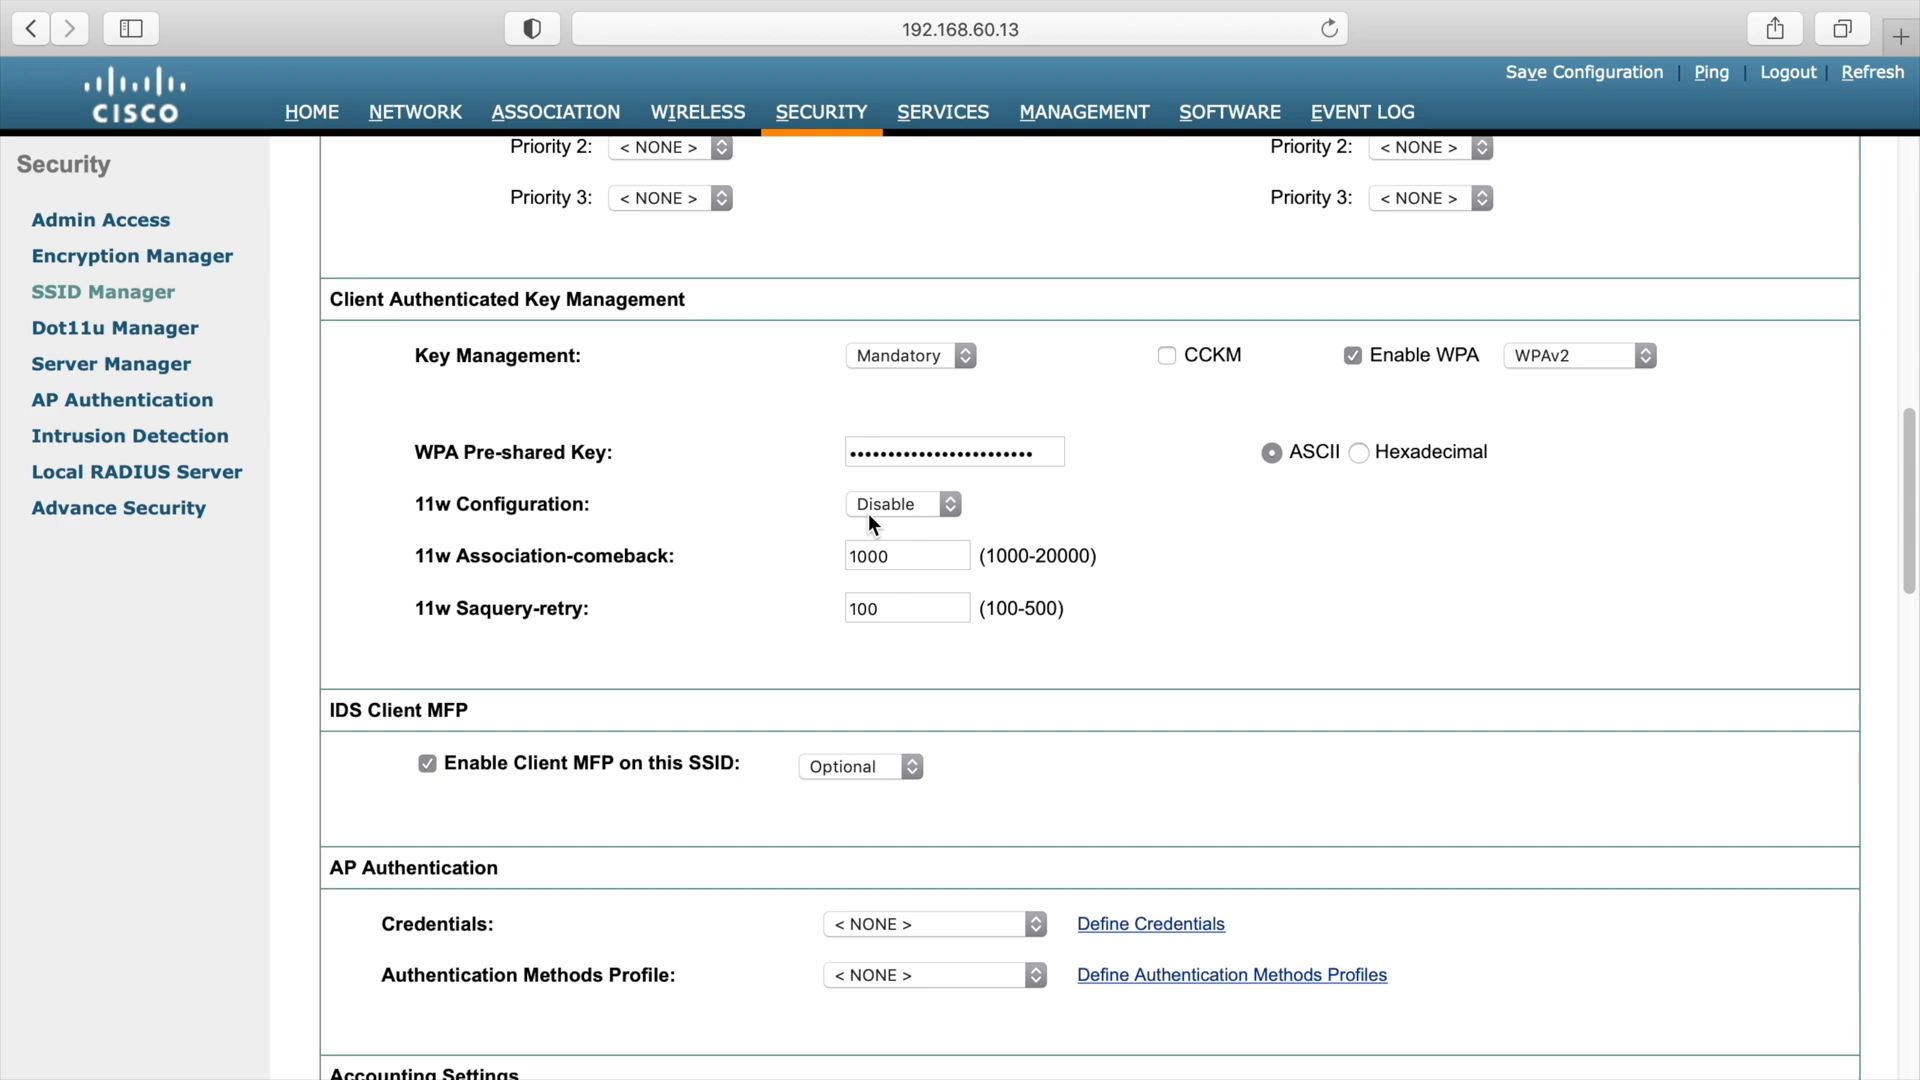 192.168.60.13
Save Configuration | Ping | Logout | Refresh
CISCO
HOME NETWORK ASSOCIATION WIRELESS SECURITY SERVICES MANAGEMENT SOFTWARE EVENT LOG
Security
Admin Access
Encryption Manager
SSID Manager
Dot11u Manager
Server Manager
AP Authentication
Intrusion Detection
Local RADIUS Server
Advance Security
Priority 2: < NONE > Priority 2: < NONE >
Priority 3: < NONE > Priority 3: < NONE >
Client Authenticated Key Management
Key Management: Mandatory CCKM Enable WPA WPAv2
WPA Pre-shared Key: •••••••••••••••••••••••• ASCII Hexadecimal
11w Configuration: Disable
11w Association-comeback: 1000 (1000-20000)
11w Saquery-retry: 100 (100-500)
IDS Client MFP
Enable Client MFP on this SSID: Optional
AP Authentication
Credentials: < NONE > Define Credentials
Authentication Methods Profile: < NONE > Define Authentication Methods Profiles
Accounting Settings